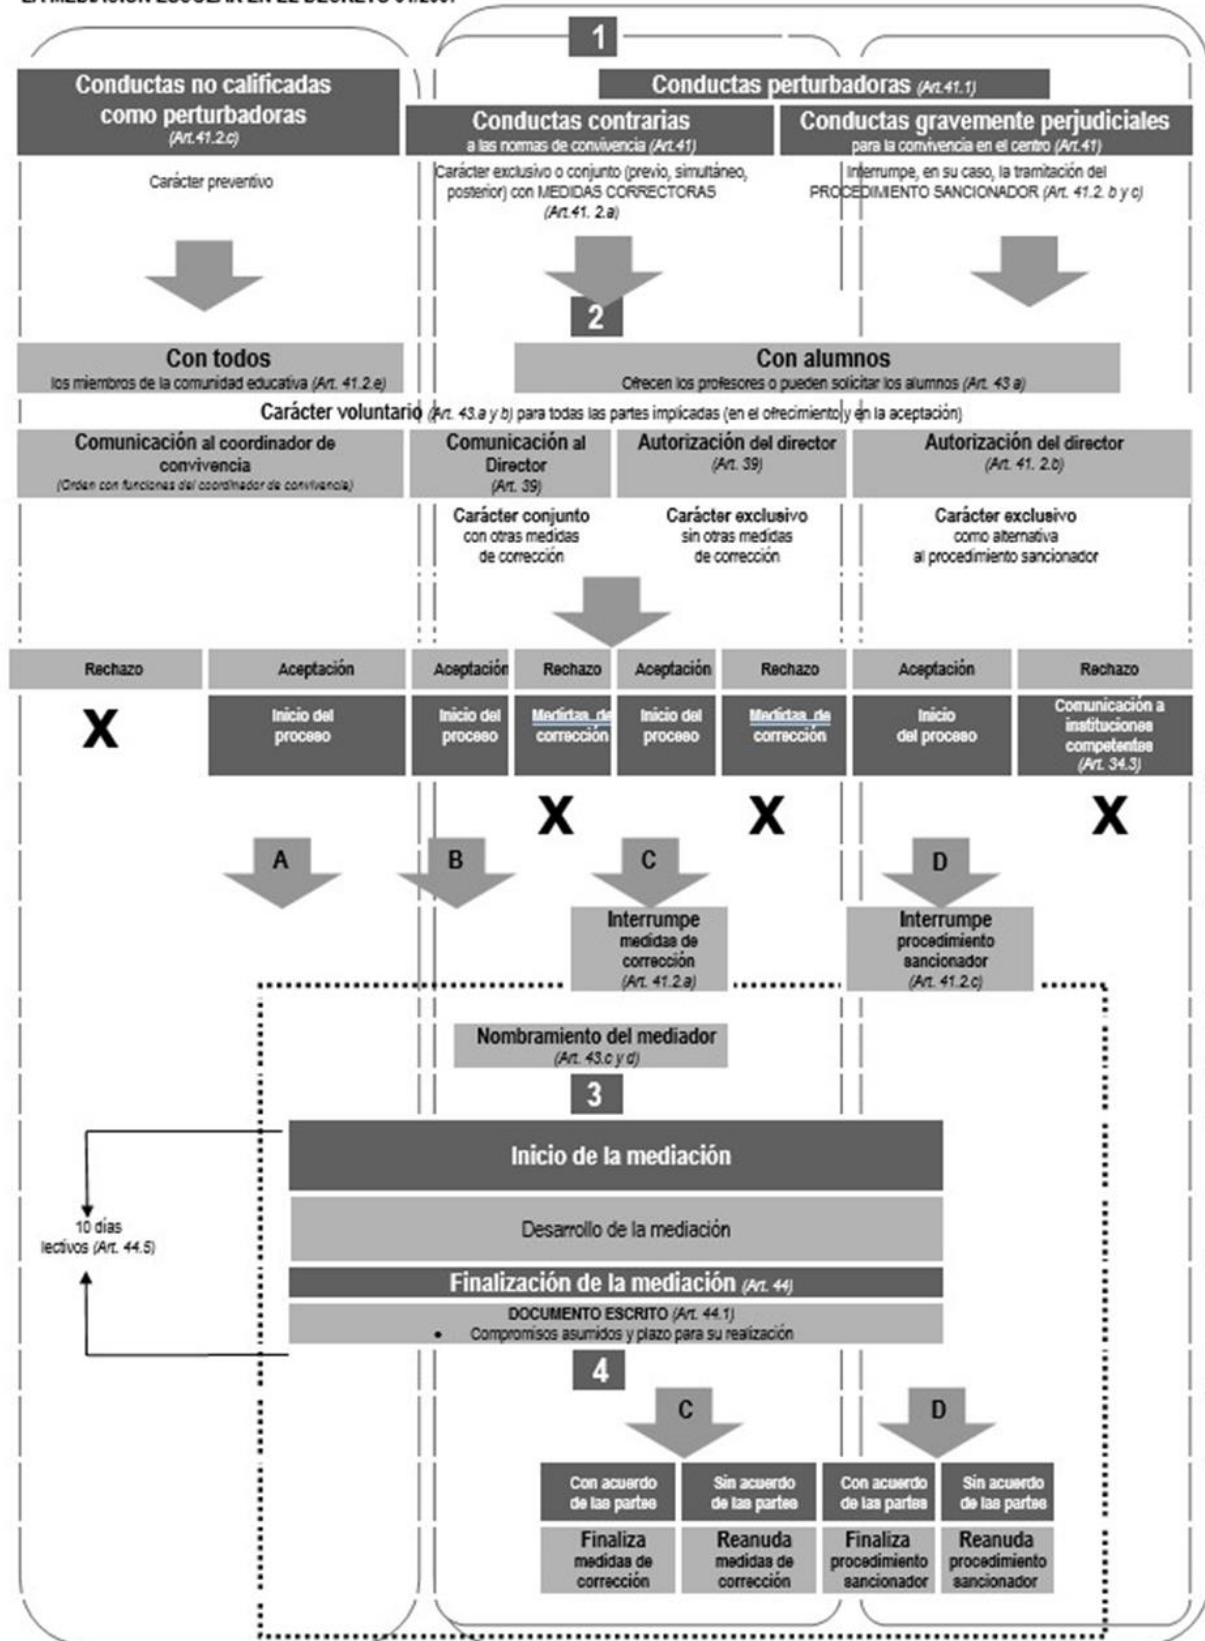 LA MEDIACIÓN ESCOLAR EN EL DECRETO
1
Conductas no calificadas
como perturbadoras
(Art.41.2.c)
Carácter preventivo
Conductas perturbadoras (Art.41.1)
Conductas contrarias
a las normas de convivencia (Art.41)
Carácter exclusivo o conjunto (previo, simultáneo,
posterior) con MEDIDAS CORRECTORAS
(Art.41. 2.a)
Conductas gravemente perjudiciales
para la convivencia en el centro (Art.41)
Interrumpe, en su caso, la tramitación del
PROCEDIMIENTO SANCIONADOR (Art. 41.2. b y c)
2
Con todos
los miembros de la comunidad educativa (Art. 41.2.e)
Con alumnos
Ofrecen los profesores o pueden solicitar los alumnos (Art. 43 a)
Carácter voluntario (Art. 43.a y b) para todas las partes implicadas (en el ofrecimiento y en la aceptación)
Comunicación al coordinador de
convivencia
(Orden con funciones del coordinador de convivencia)
Comunicación al
Director
(Art. 39)
Autorización del director
(Art. 39)
Autorización del director
(Art. 41. 2.b)
Carácter conjunto
con otras medidas
de corrección
Carácter exclusivo
sin otras medidas
de corrección
Carácter exclusivo
como alternativa
al procedimiento sancionador
Rechazo
Aceptación
Aceptación
Rechazo
Aceptación
Rechazo
Aceptación
Rechazo
X
Inicio del
proceso
Inicio del
proceso
Medidas de
corrección
Inicio del
proceso
Medidas de
corrección
Inicio
del proceso
Comunicación a
instituciones
competentes
(Art. 34.3)
X
X
X
A
B
C
D
Interrumpe
medidas de
corrección
(Art. 41.2.a)
Interrumpe
procedimiento
sancionador
(Art. 41.2.c)
Nombramiento del mediador
(Art. 43.c y d)
3
Inicio de la mediación
10 días
lectivos (Art. 44.5)
Desarrollo de la mediación
Finalización de la mediación (Art. 44)
DOCUMENTO ESCRITO (Art. 44.1)
• Compromisos asumidos y plazo para su realización
4
C
D
Con acuerdo
de las partes
Sin acuerdo
de las partes
Con acuerdo
de las partes
Sin acuerdo
de las partes
Finaliza
medidas de
corrección
Reanuda
medidas de
corrección
Finaliza
procedimiento
sancionador
Reanuda
procedimiento
sancionador